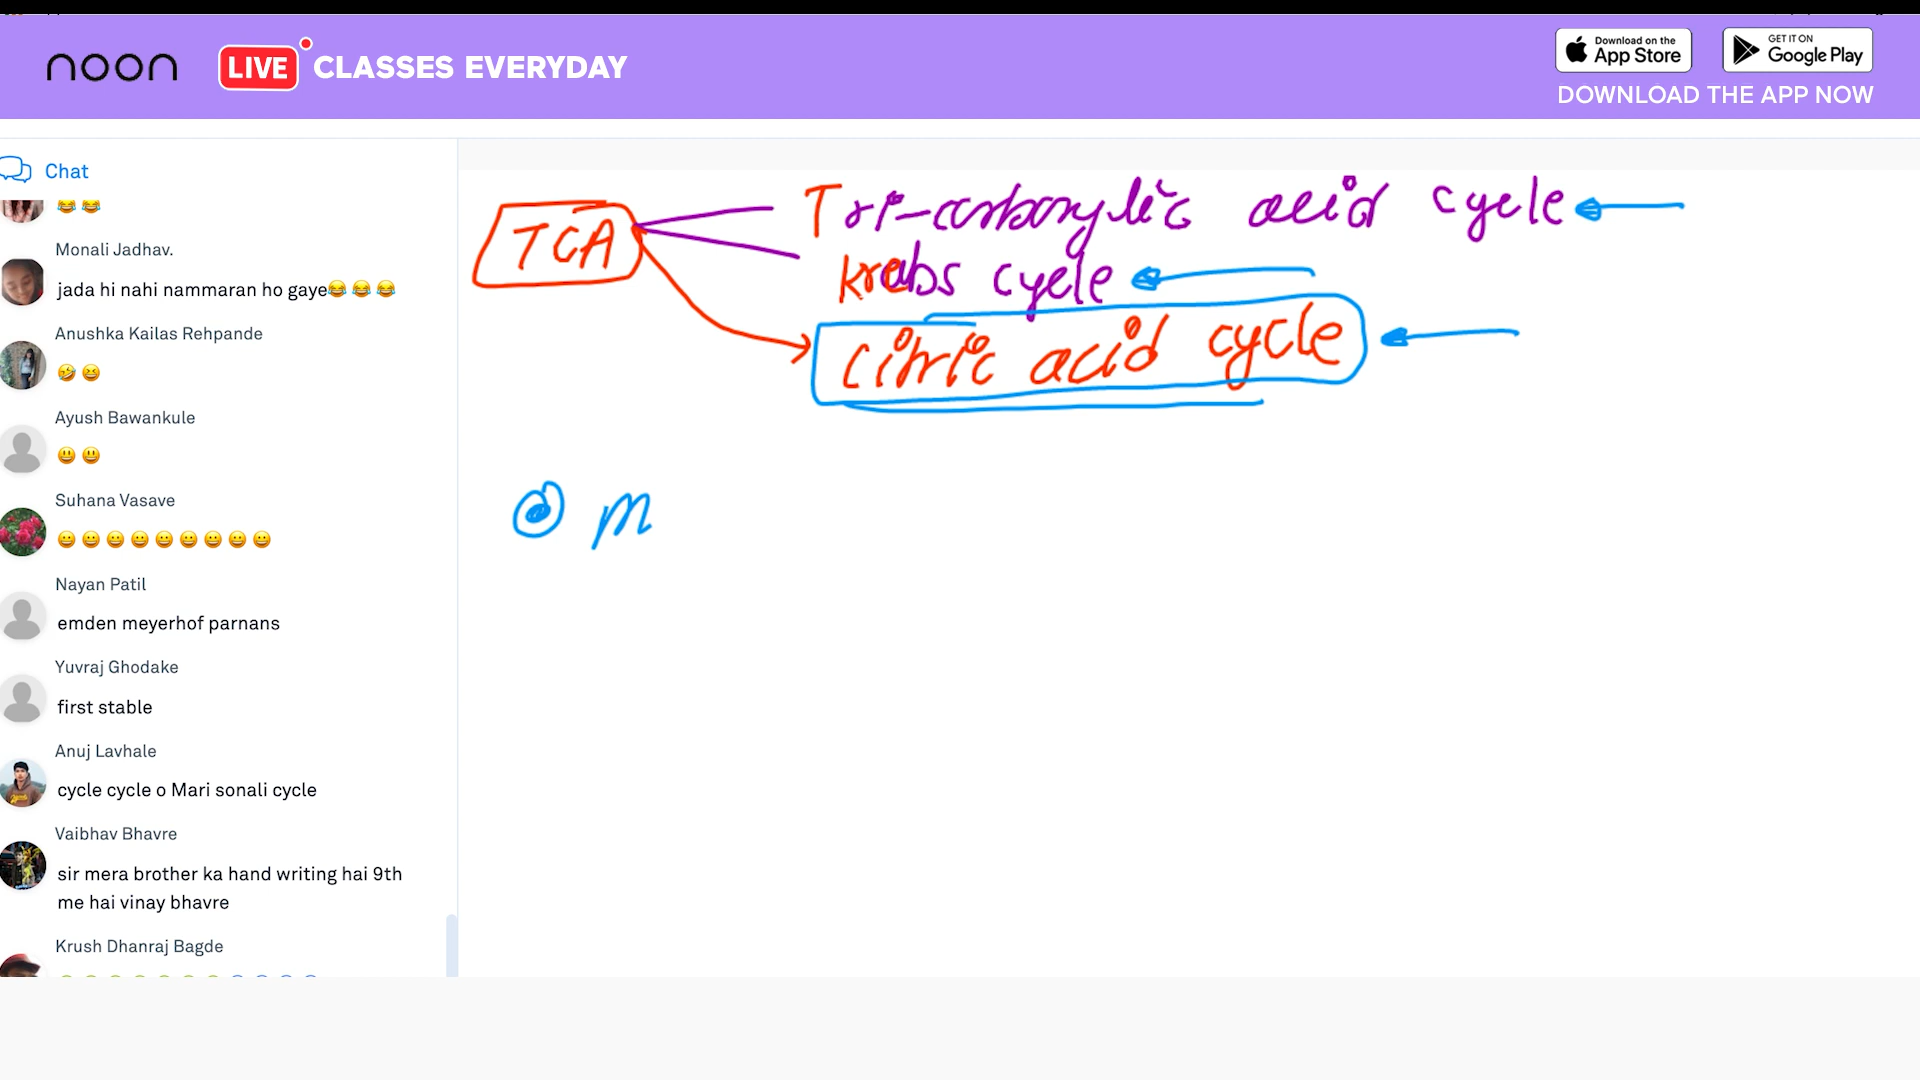 noon LIVE CLASSES EVERYDAY
Download on the App Store
GET IT ON Google Play
DOWNLOAD THE APP NOW
Chat
😂 😂
Monali Jadhav.
jada hi nahi nammaran ho gaye😂 😂 😂
Anushka Kailas Rehpande
🤣 😆
Ayush Bawankule
😃 😃
Suhana Vasave
😀 😀 😀 😀 😀 😀 😀 😀 😀
Nayan Patil
emden meyerhof parnans
Yuvraj Ghodake
first stable
Anuj Lavhale
cycle cycle o Mari sonali cycle
Vaibhav Bhavre
sir mera brother ka hand writing hai 9th
me hai vinay bhavre
Krush Dhanraj Bagde
TCA
Tri-carboxylic acid cycle
krebs cycle
citric acid cycle
m